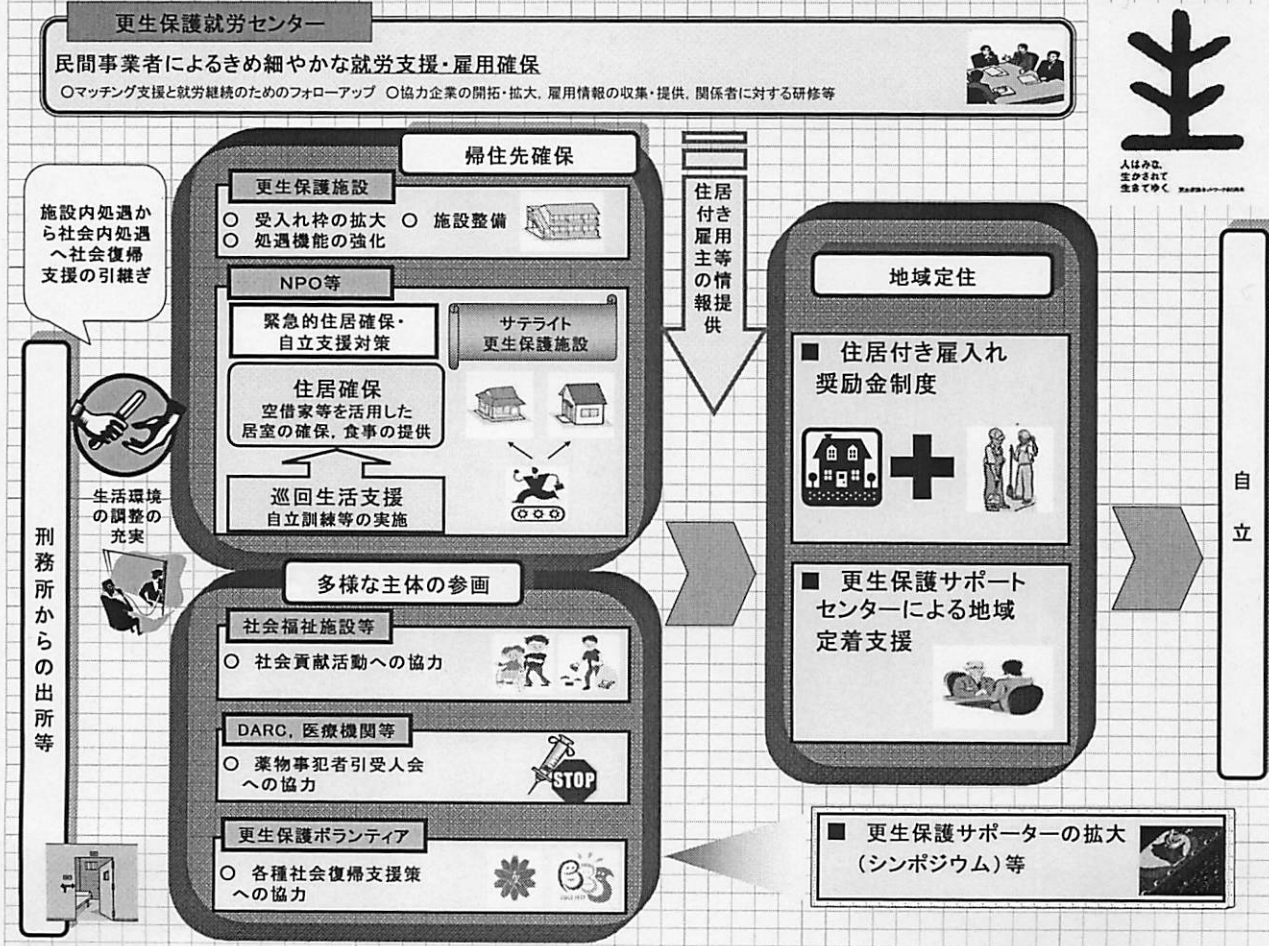 更生保護就労センター
民間事業者によるきめ細やかな就労支援・雇用確保
○マッチング支援と就労継続のためのフォローアップ ○協力企業の開拓・拡大，雇用情報の収集・提供，関係者に対する研修等
人はみな、
生かされて
生きてゆく
施設内処遇か
ら社会内処遇
へ社会復帰
支援の引継ぎ
刑務所からの出所等
生活環境
の調整の
充実
帰住先確保
更生保護施設
○ 受入れ枠の拡大 ○ 施設整備
○ 処遇機能の強化
NPO等
緊急的住居確保・
自立支援対策
サテライト
更生保護施設
住居確保
空借家等を活用した
居室の確保，食事の提供
巡回生活支援
自立訓練等の実施
住居付き雇用主等の情報提供
多様な主体の参画
社会福祉施設等
○ 社会貢献活動への協力
DARC，医療機関等
○ 薬物事犯者引受人会
への協力
STOP
更生保護ボランティア
○ 各種社会復帰支援策
への協力
地域定住
■ 住居付き雇入れ
奨励金制度
■ 更生保護サポート
センターによる地域
定着支援
■ 更生保護サポーターの拡大
（シンポジウム）等
自立